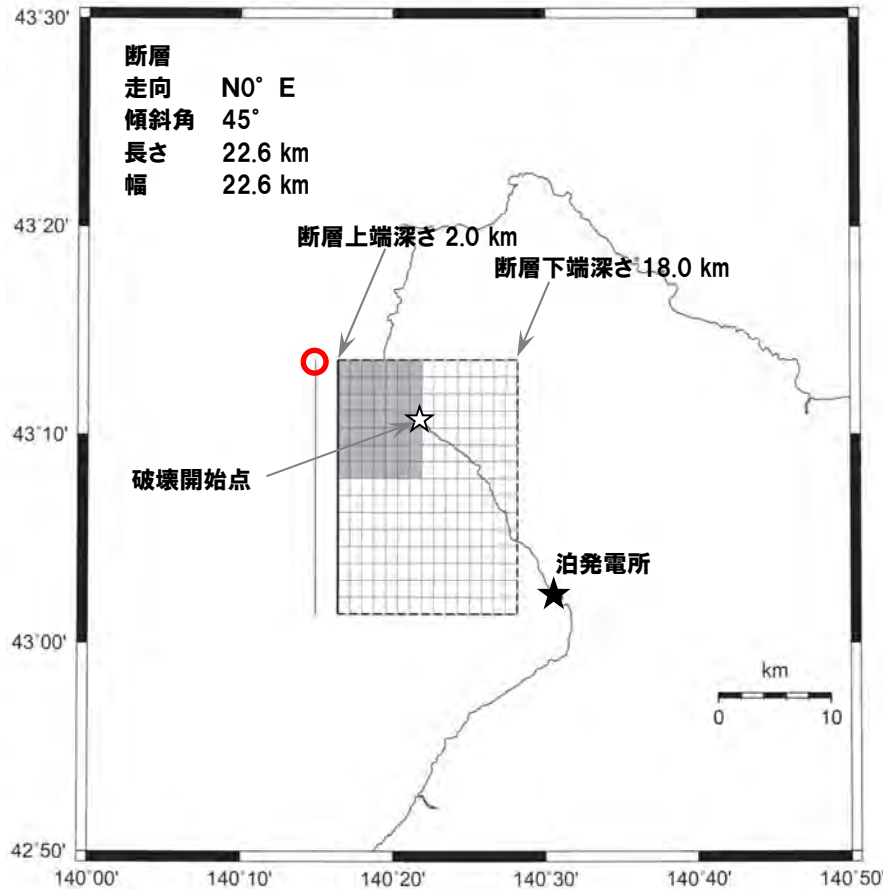 43°30'
断層
走向 N0° E
傾斜角 45°
長さ 22.6 km
幅 22.6 km
43°20'
断層上端深さ 2.0 km
断層下端深さ 18.0 km
43°10'
破壊開始点
泊発電所
43°00'
km
0 10
42°50'
140°00' 140°10' 140°20' 140°30' 140°40' 140°50'